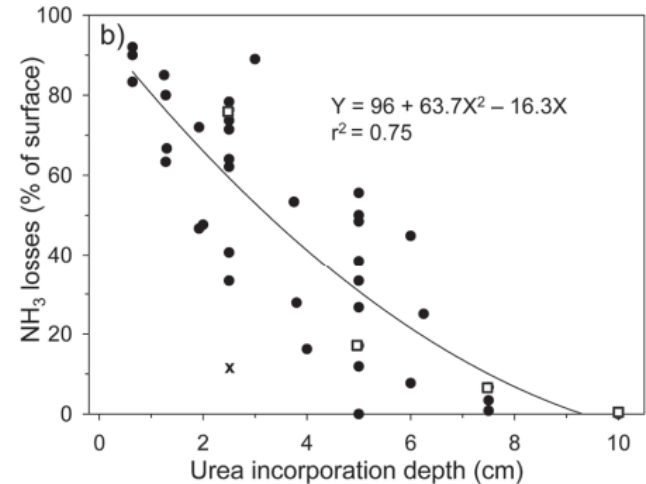 b)
Y = 96 + 63.7X² – 16.3X
r² = 0.75
NH₃ losses (% of surface)
100
80
60
40
20
0
x
0 2 4 6 8 10
Urea incorporation depth (cm)